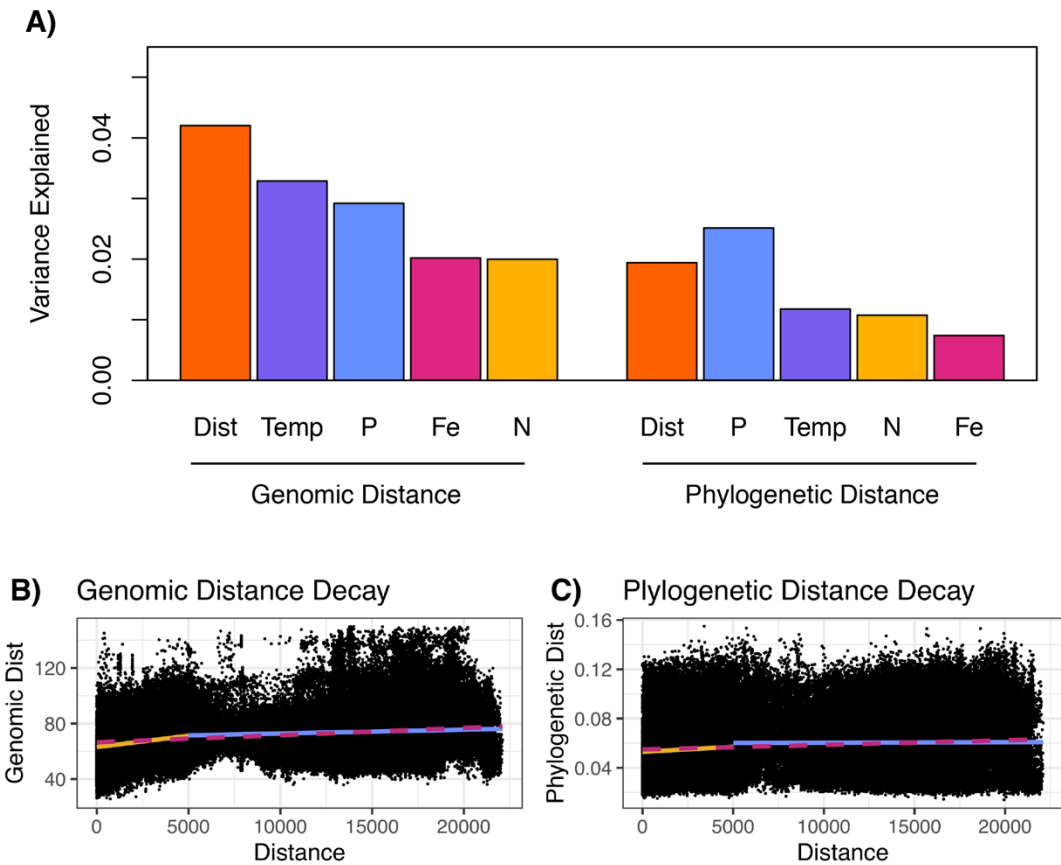 A)
Variance Explained
0.04
0.02
0.00
Dist Temp P Fe N
Dist P Temp N Fe
Genomic Distance
Phylogenetic Distance
B) Genomic Distance Decay
Genomic Dist
120
80
40
0 5000 10000 15000 20000
Distance
C) Plylogenetic Distance Decay
Phylogenetic Dist
0.16
0.12
0.08
0.04
0 5000 10000 15000 20000
Distance